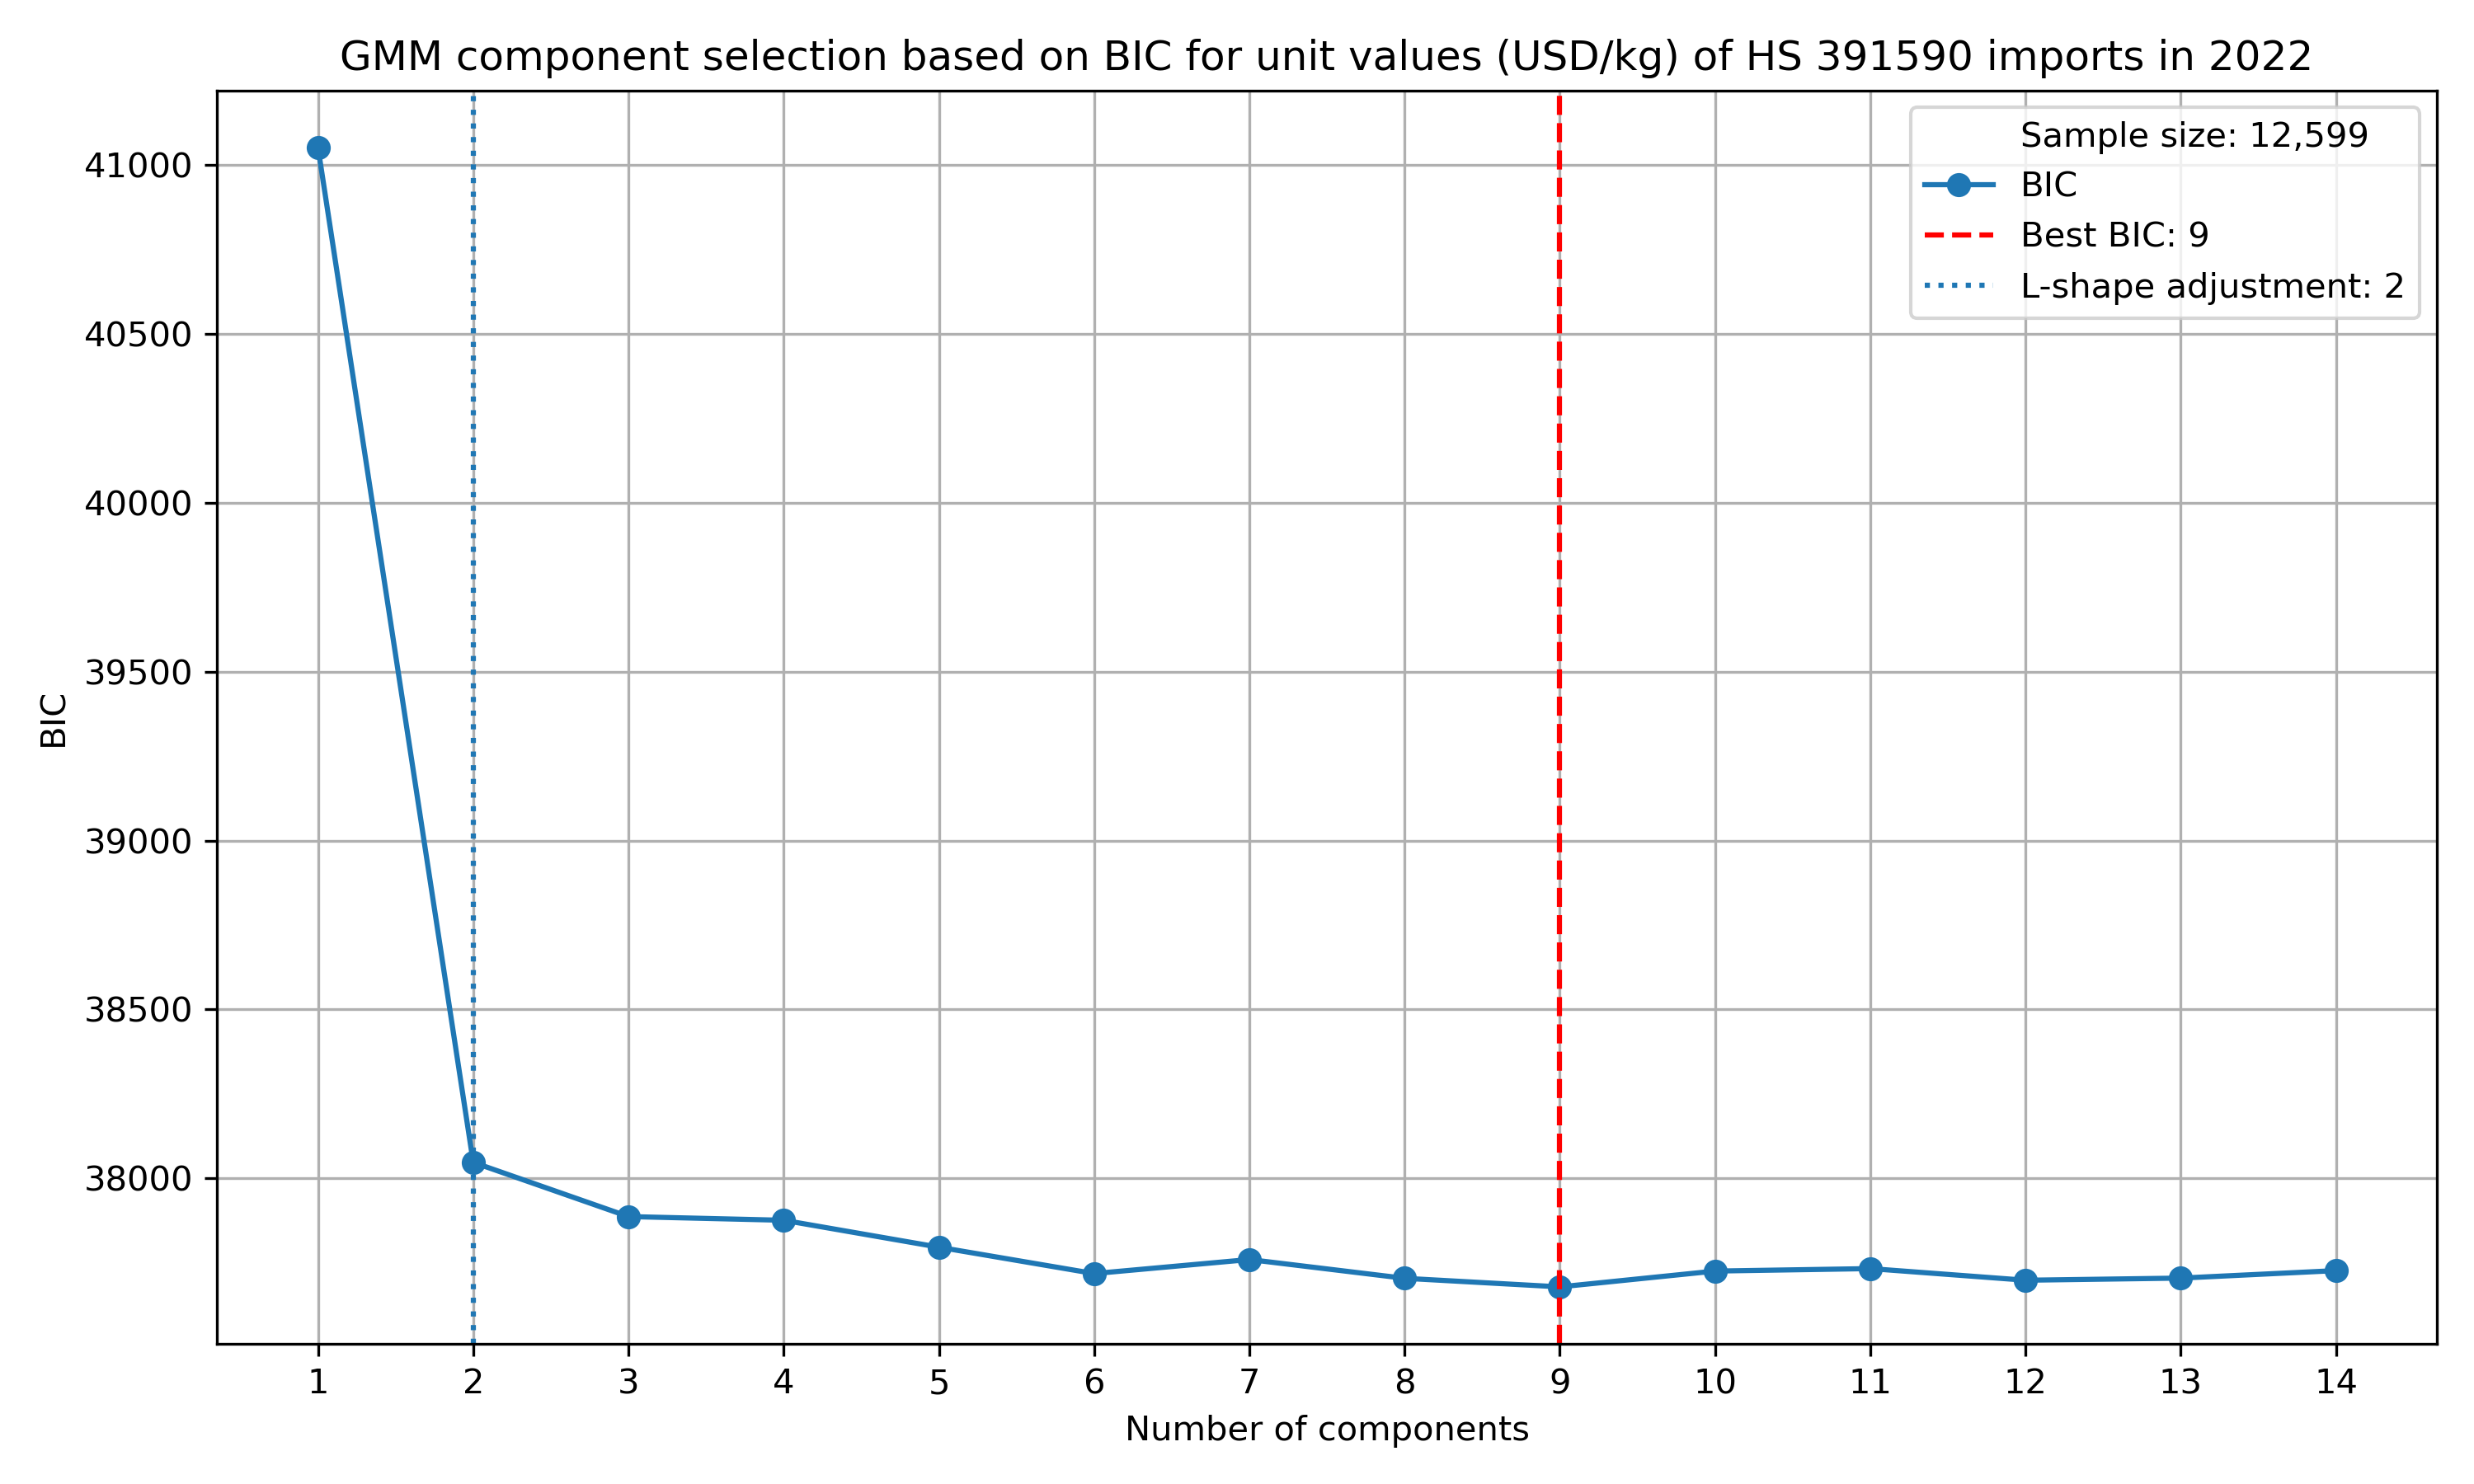 GMM component selection based on BIC for unit values (USD/kg) of HS 391590 imports in 2022
Sample size: 12,599
BIC
Best BIC: 9
L-shape adjustment: 2
41000
40500
40000
39500
39000
38500
38000
BIC
1 2 3 4 5 6 7 8 9 10 11 12 13 14
Number of components